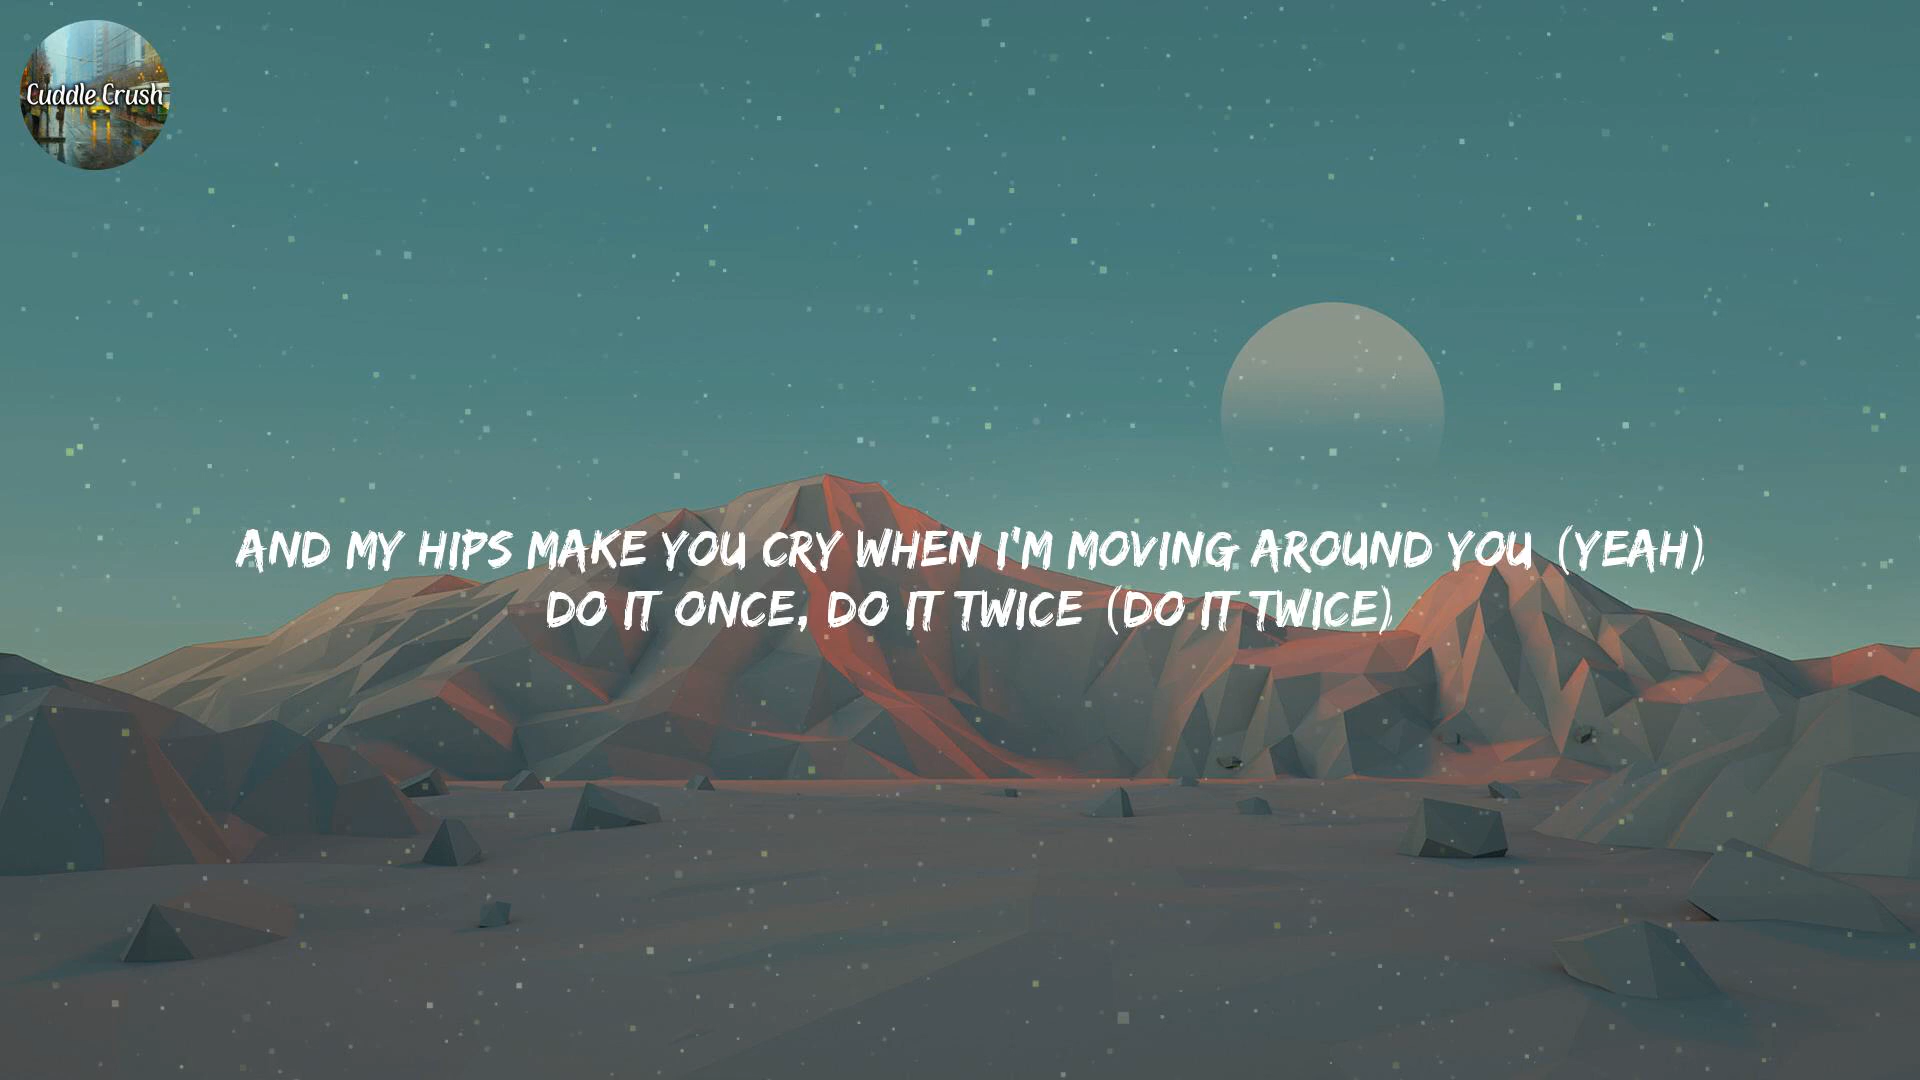 Cuddle Crush
AND MY HIPS MAKE YOU CRY WHEN I'M MOVING AROUND YOU (YEAH)
DO IT ONCE, DO IT TWICE (DO IT TWICE)